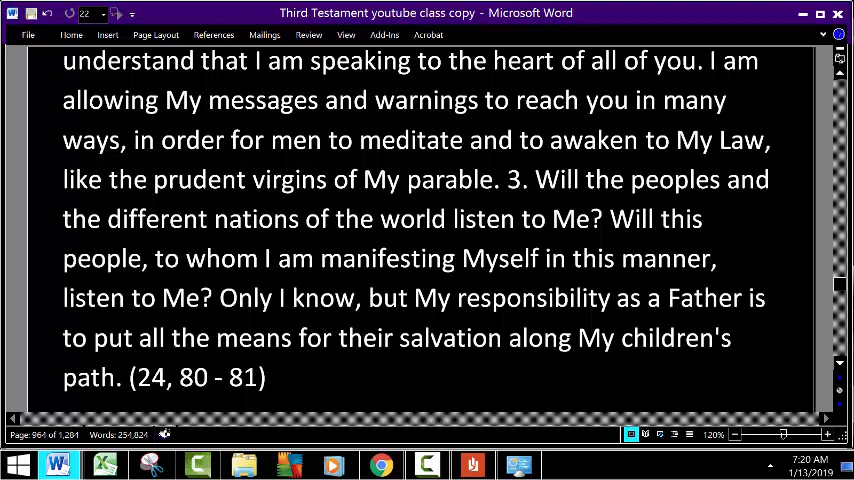 22
Third Testament youtube class copy - Microsoft Word
File Home Insert Page Layout References Mailings Review View Add-Ins Acrobat
understand that I am speaking to the heart of all of you. I am
allowing My messages and warnings to reach you in many
ways, in order for men to meditate and to awaken to My Law,
like the prudent virgins of My parable. 3. Will the peoples and
the different nations of the world listen to Me? Will this
people, to whom I am manifesting Myself in this manner,
listen to Me? Only I know, but My responsibility as a Father is
to put all the means for their salvation along My children's
path. (24, 80 - 81)
Page: 964 of 1,284 Words: 254,824 120%
7:20 AM
1/13/2019